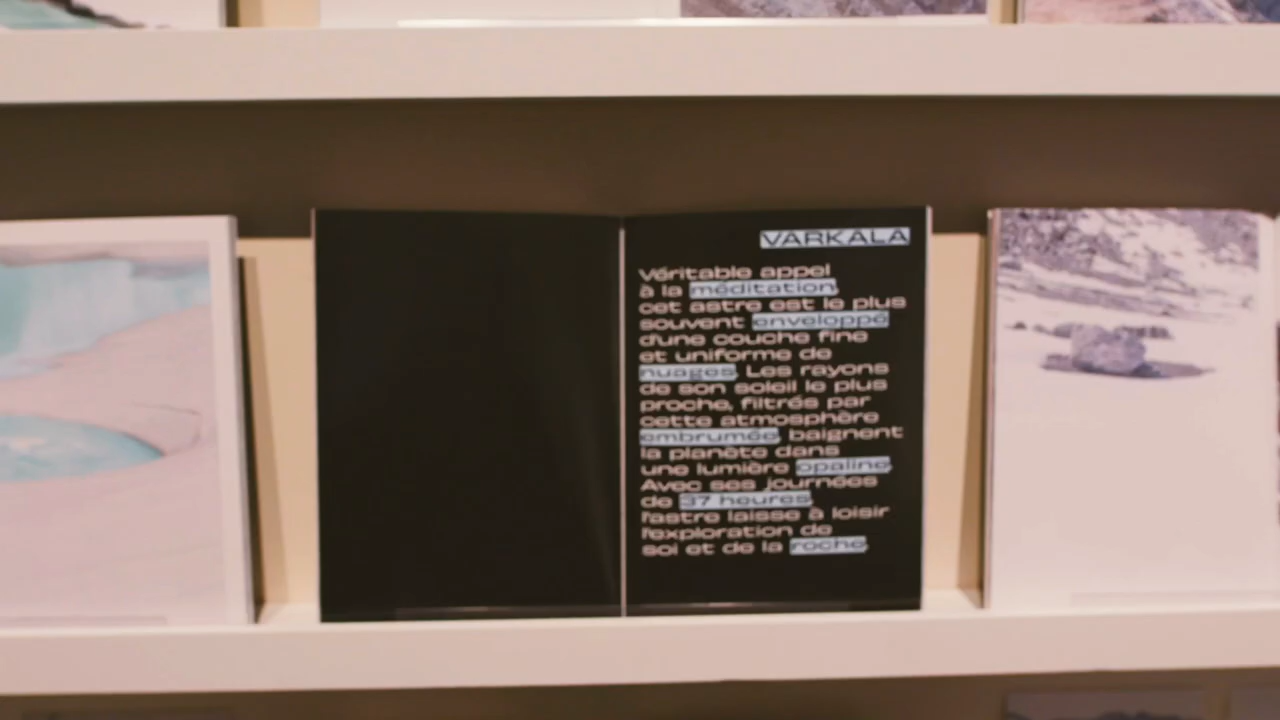 VARKALA
Véritable appel
à la méditation,
cet astre est le plus
souvent enveloppé
d'une couche fine
et uniforme de
nuages. Les rayons
de son soleil le plus
proche, filtrés par
cette atmosphère
embrumée, baignent
la planète dans
une lumière opaline.
Avec ses journées
de 37 heures,
l'astre laisse à loisir
l'exploration de
soi et de la roche.